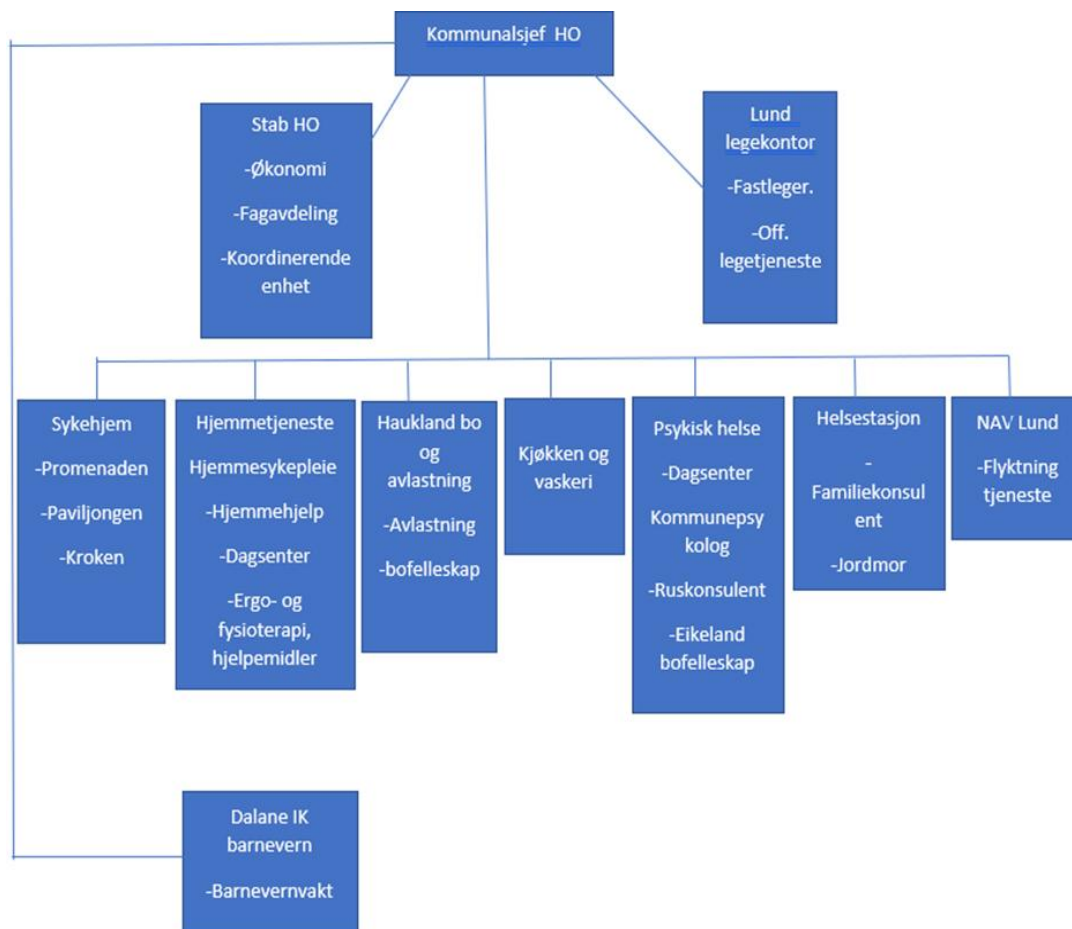 Kommunalsjef HO
Stab HO
-Økonomi
-Fagavdeling
-Koordinerende
enhet
Lund
legekontor
-Fastleger.
-Off.
legetjeneste
Sykehjem
-Promenaden
-Paviljongen
-Kroken
Hjemmetjeneste
Hjemmesykepleie
-Hjemmehjelp
-Dagsenter
-Ergo- og
fysioterapi,
hjelpemidler
Haukland bo
og
avlastning
-Avlastning
-bofelleskap
Kjøkken og
vaskeri
Psykisk helse
-Dagsenter
Kommunepsy
kolog
-Ruskonsulent
-Eikeland
bofelleskap
Helsestasjon
-
Familiekonsul
ent
-Jordmor
NAV Lund
-Flyktning
tjeneste
Dalane IK
barnevern
-Barnevernvakt